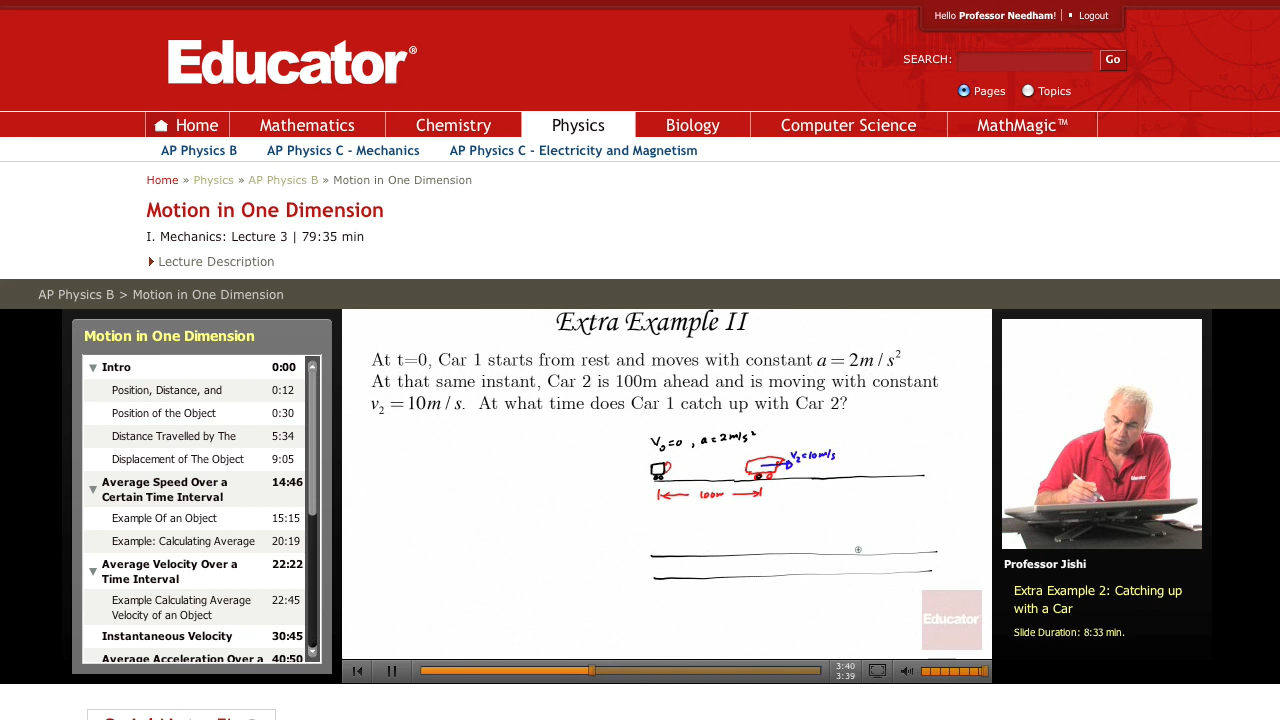 Hello Professor Needham! Logout
Educator®
SEARCH: Go
Pages Topics
Home Mathematics Chemistry Physics Biology Computer Science MathMagic™
AP Physics B AP Physics C - Mechanics AP Physics C - Electricity and Magnetism
Home » Physics » AP Physics B » Motion in One Dimension
Motion in One Dimension
I. Mechanics: Lecture 3 | 79:35 min
Lecture Description
AP Physics B > Motion in One Dimension
Motion in One Dimension
Intro 0:00
Position, Distance, and 0:12
Position of the Object 0:30
Distance Travelled by The 5:34
Displacement of The Object 9:05
Average Speed Over a 14:46
Certain Time Interval
Example Of an Object 15:15
Example: Calculating Average 20:19
Average Velocity Over a 22:22
Time Interval
Example Calculating Average 22:45
Velocity of an Object
Instantaneous Velocity 30:45
Average Acceleration Over a 40:50
Extra Example II
At t=0, Car 1 starts from rest and moves with constant a = 2m / s²
At that same instant, Car 2 is 100m ahead and is moving with constant
v₂ = 10m / s. At what time does Car 1 catch up with Car 2?
V₀=0 , a=2m/s²
V₂=10m/s
100m
Educator
3:40
3:39
Professor Jishi
Extra Example 2: Catching up
with a Car
Slide Duration: 8:33 min.